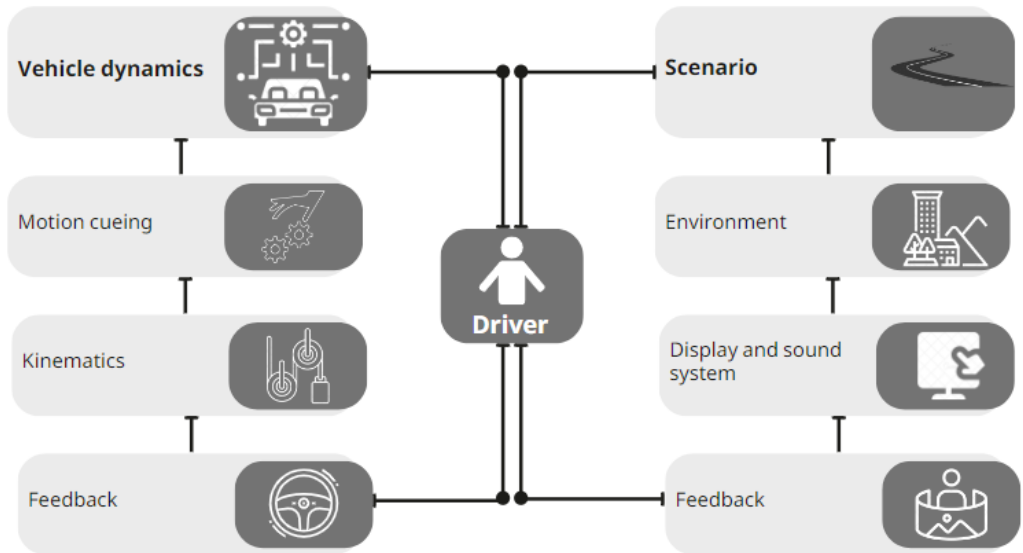 Vehicle dynamics
Motion cueing
Kinematics
Feedback
Driver
Scenario
Environment
Display and sound
system
Feedback